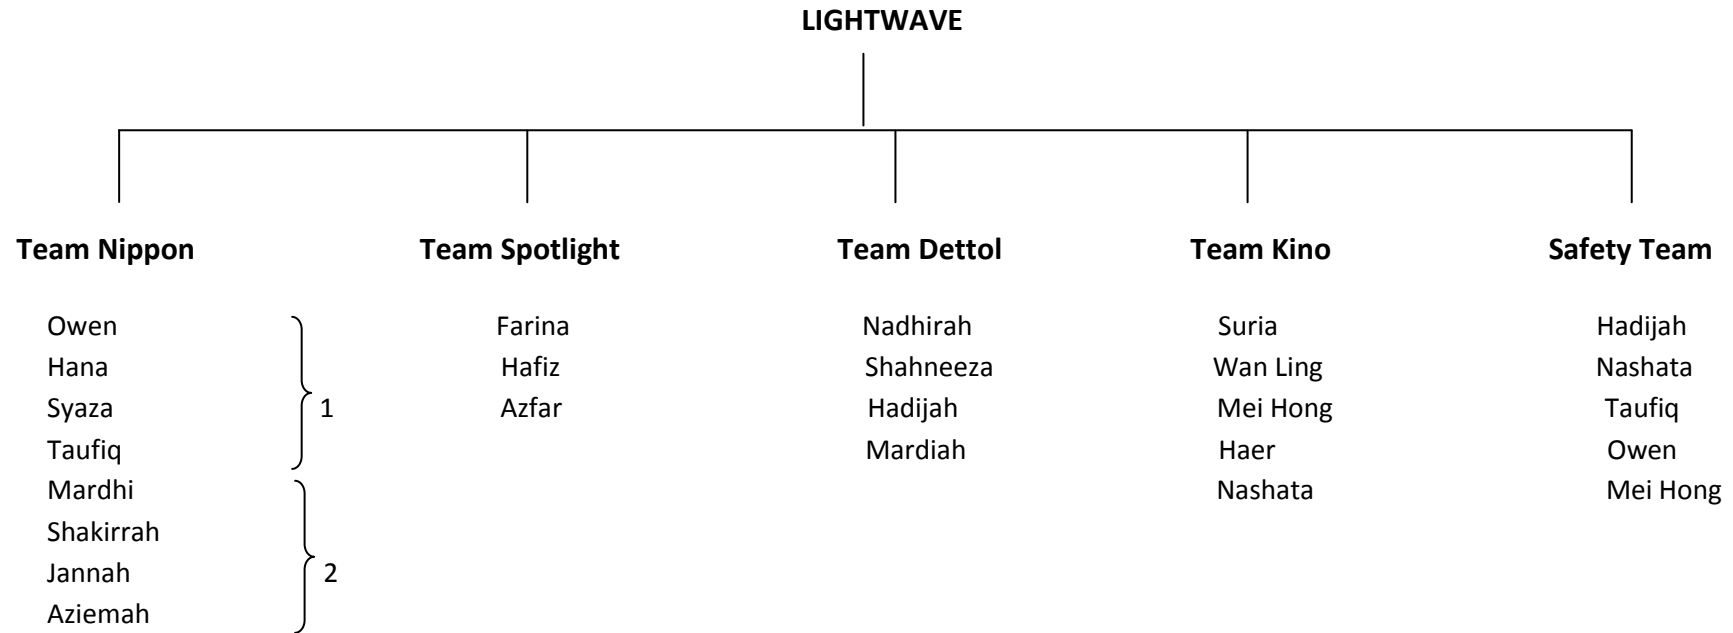 LIGHTWAVE
Team Nippon
Owen
Hana
Syaza
Taufiq
1
Mardhi
Shakirrah
Jannah
Aziemah
2
Team Spotlight
Farina
Hafiz
Azfar
Team Dettol
Nadhirah
Shahneeza
Hadijah
Mardiah
Team Kino
Suria
Wan Ling
Mei Hong
Haer
Nashata
Safety Team
Hadijah
Nashata
Taufiq
Owen
Mei Hong